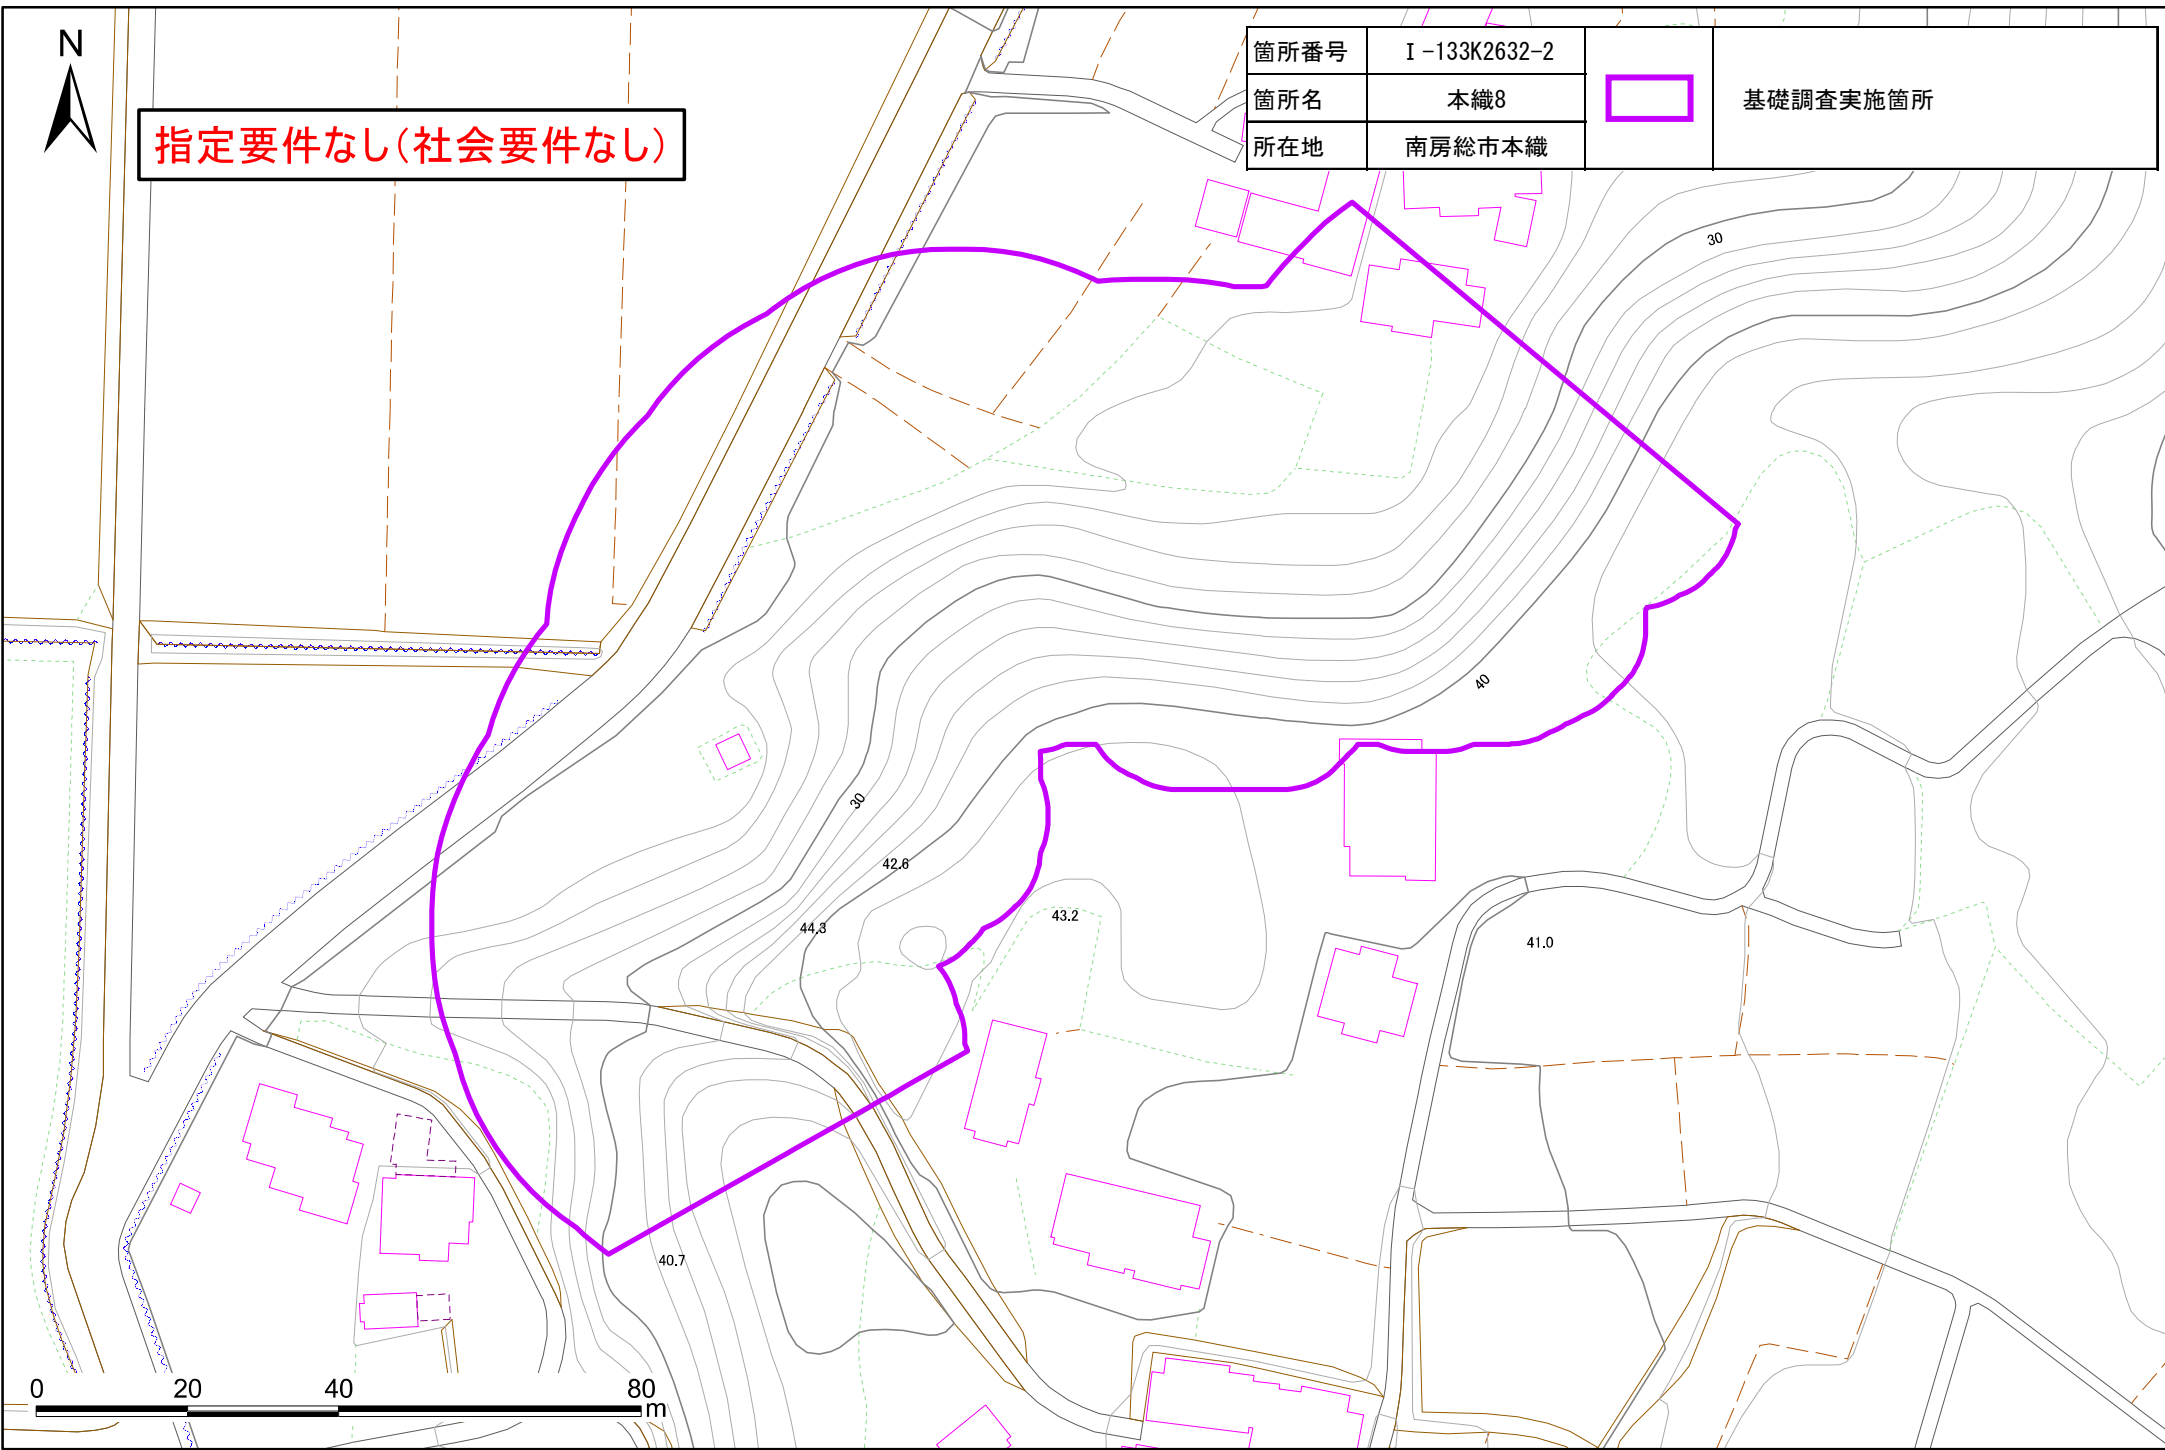 N
指定要件なし(社会要件なし)
箇所番号 Ⅰ-133K2632-2
箇所名 本織8
所在地 南房総市本織
基礎調査実施箇所
30
40
30
42.6
44.3
43.2
41.0
40.7
0 20 40 80
m